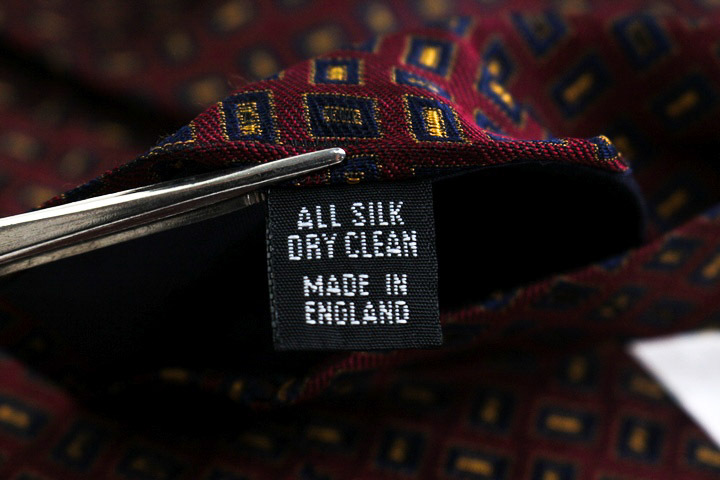 ALL SILK
DRY CLEAN
MADE IN
ENGLAND